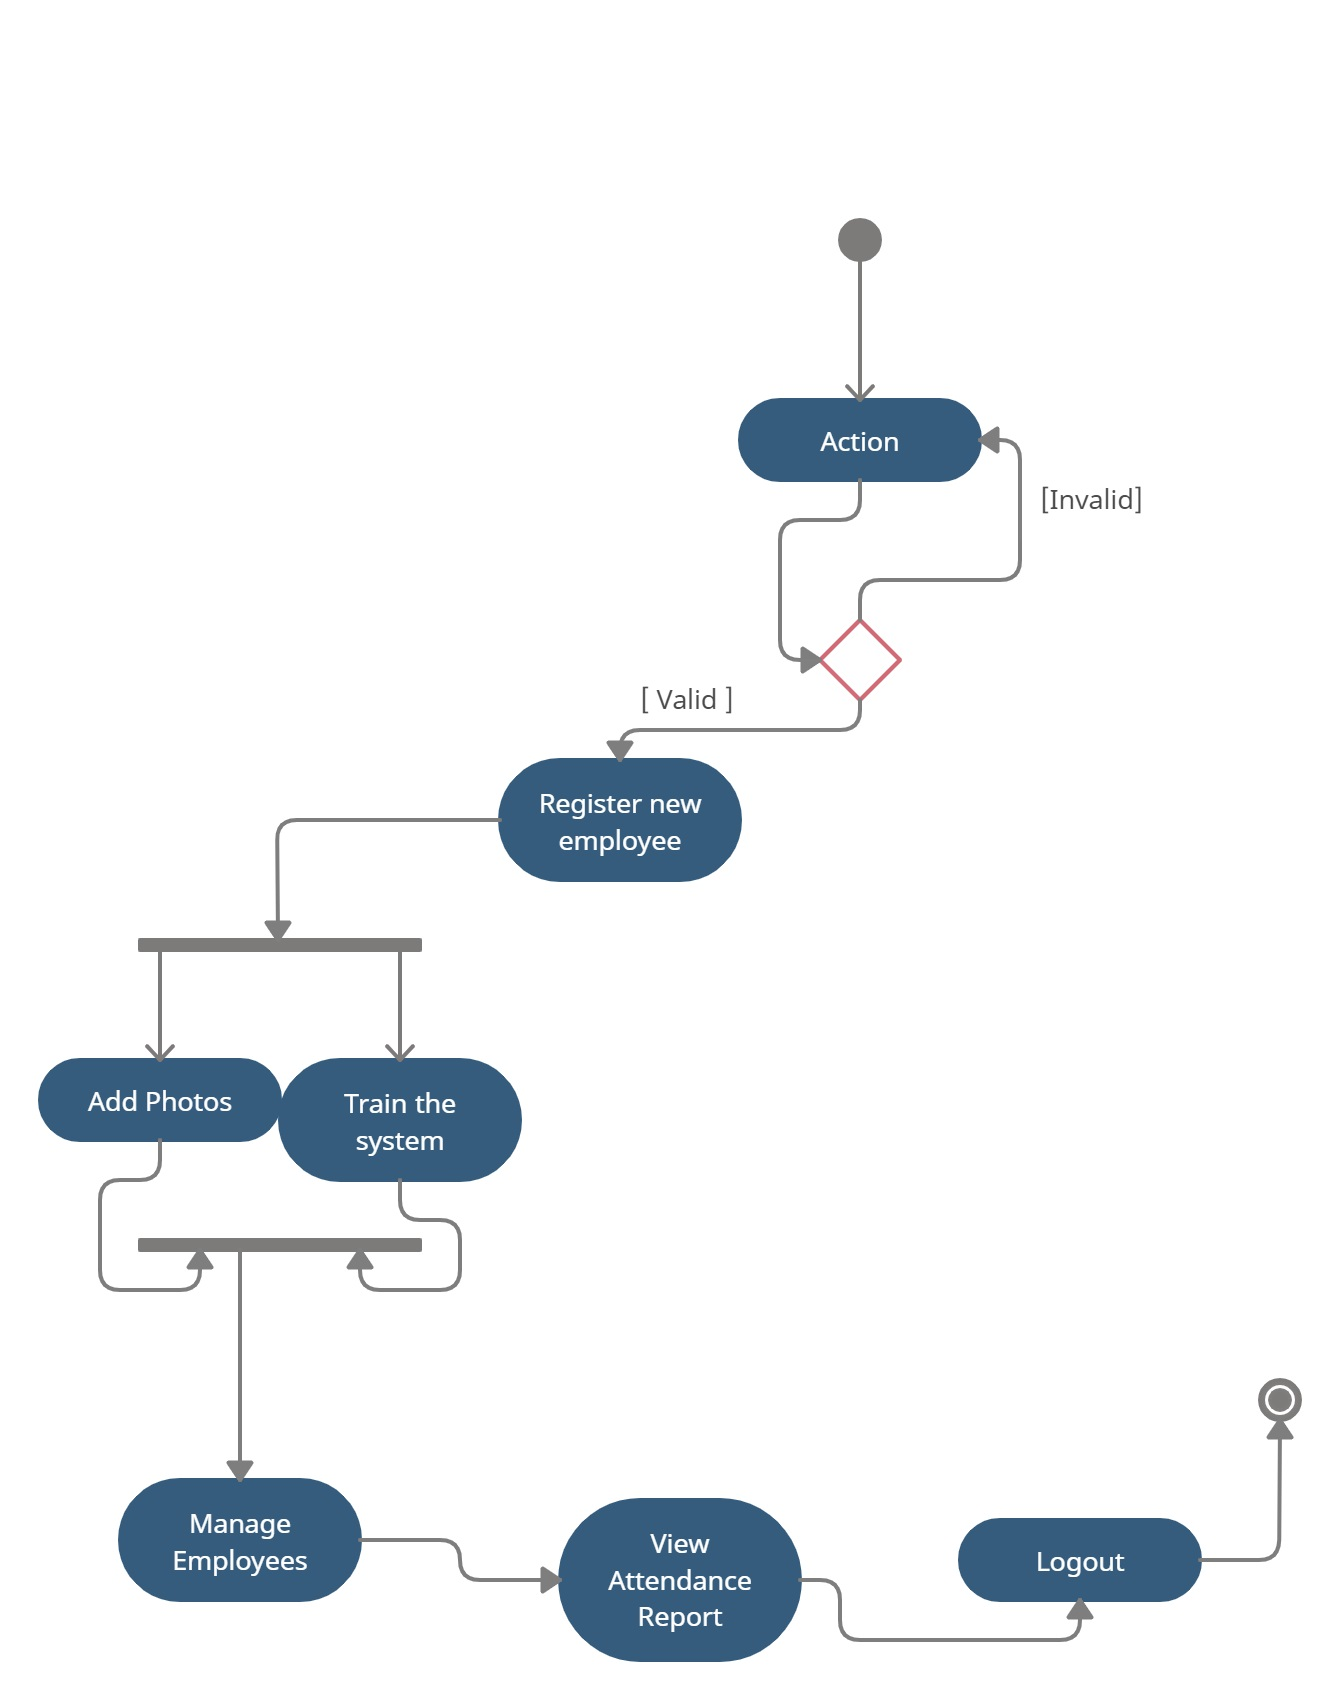 Action
[Invalid]
[ Valid ]
Register new
employee
Add Photos
Train the
system
Manage
Employees
View
Attendance
Report
Logout